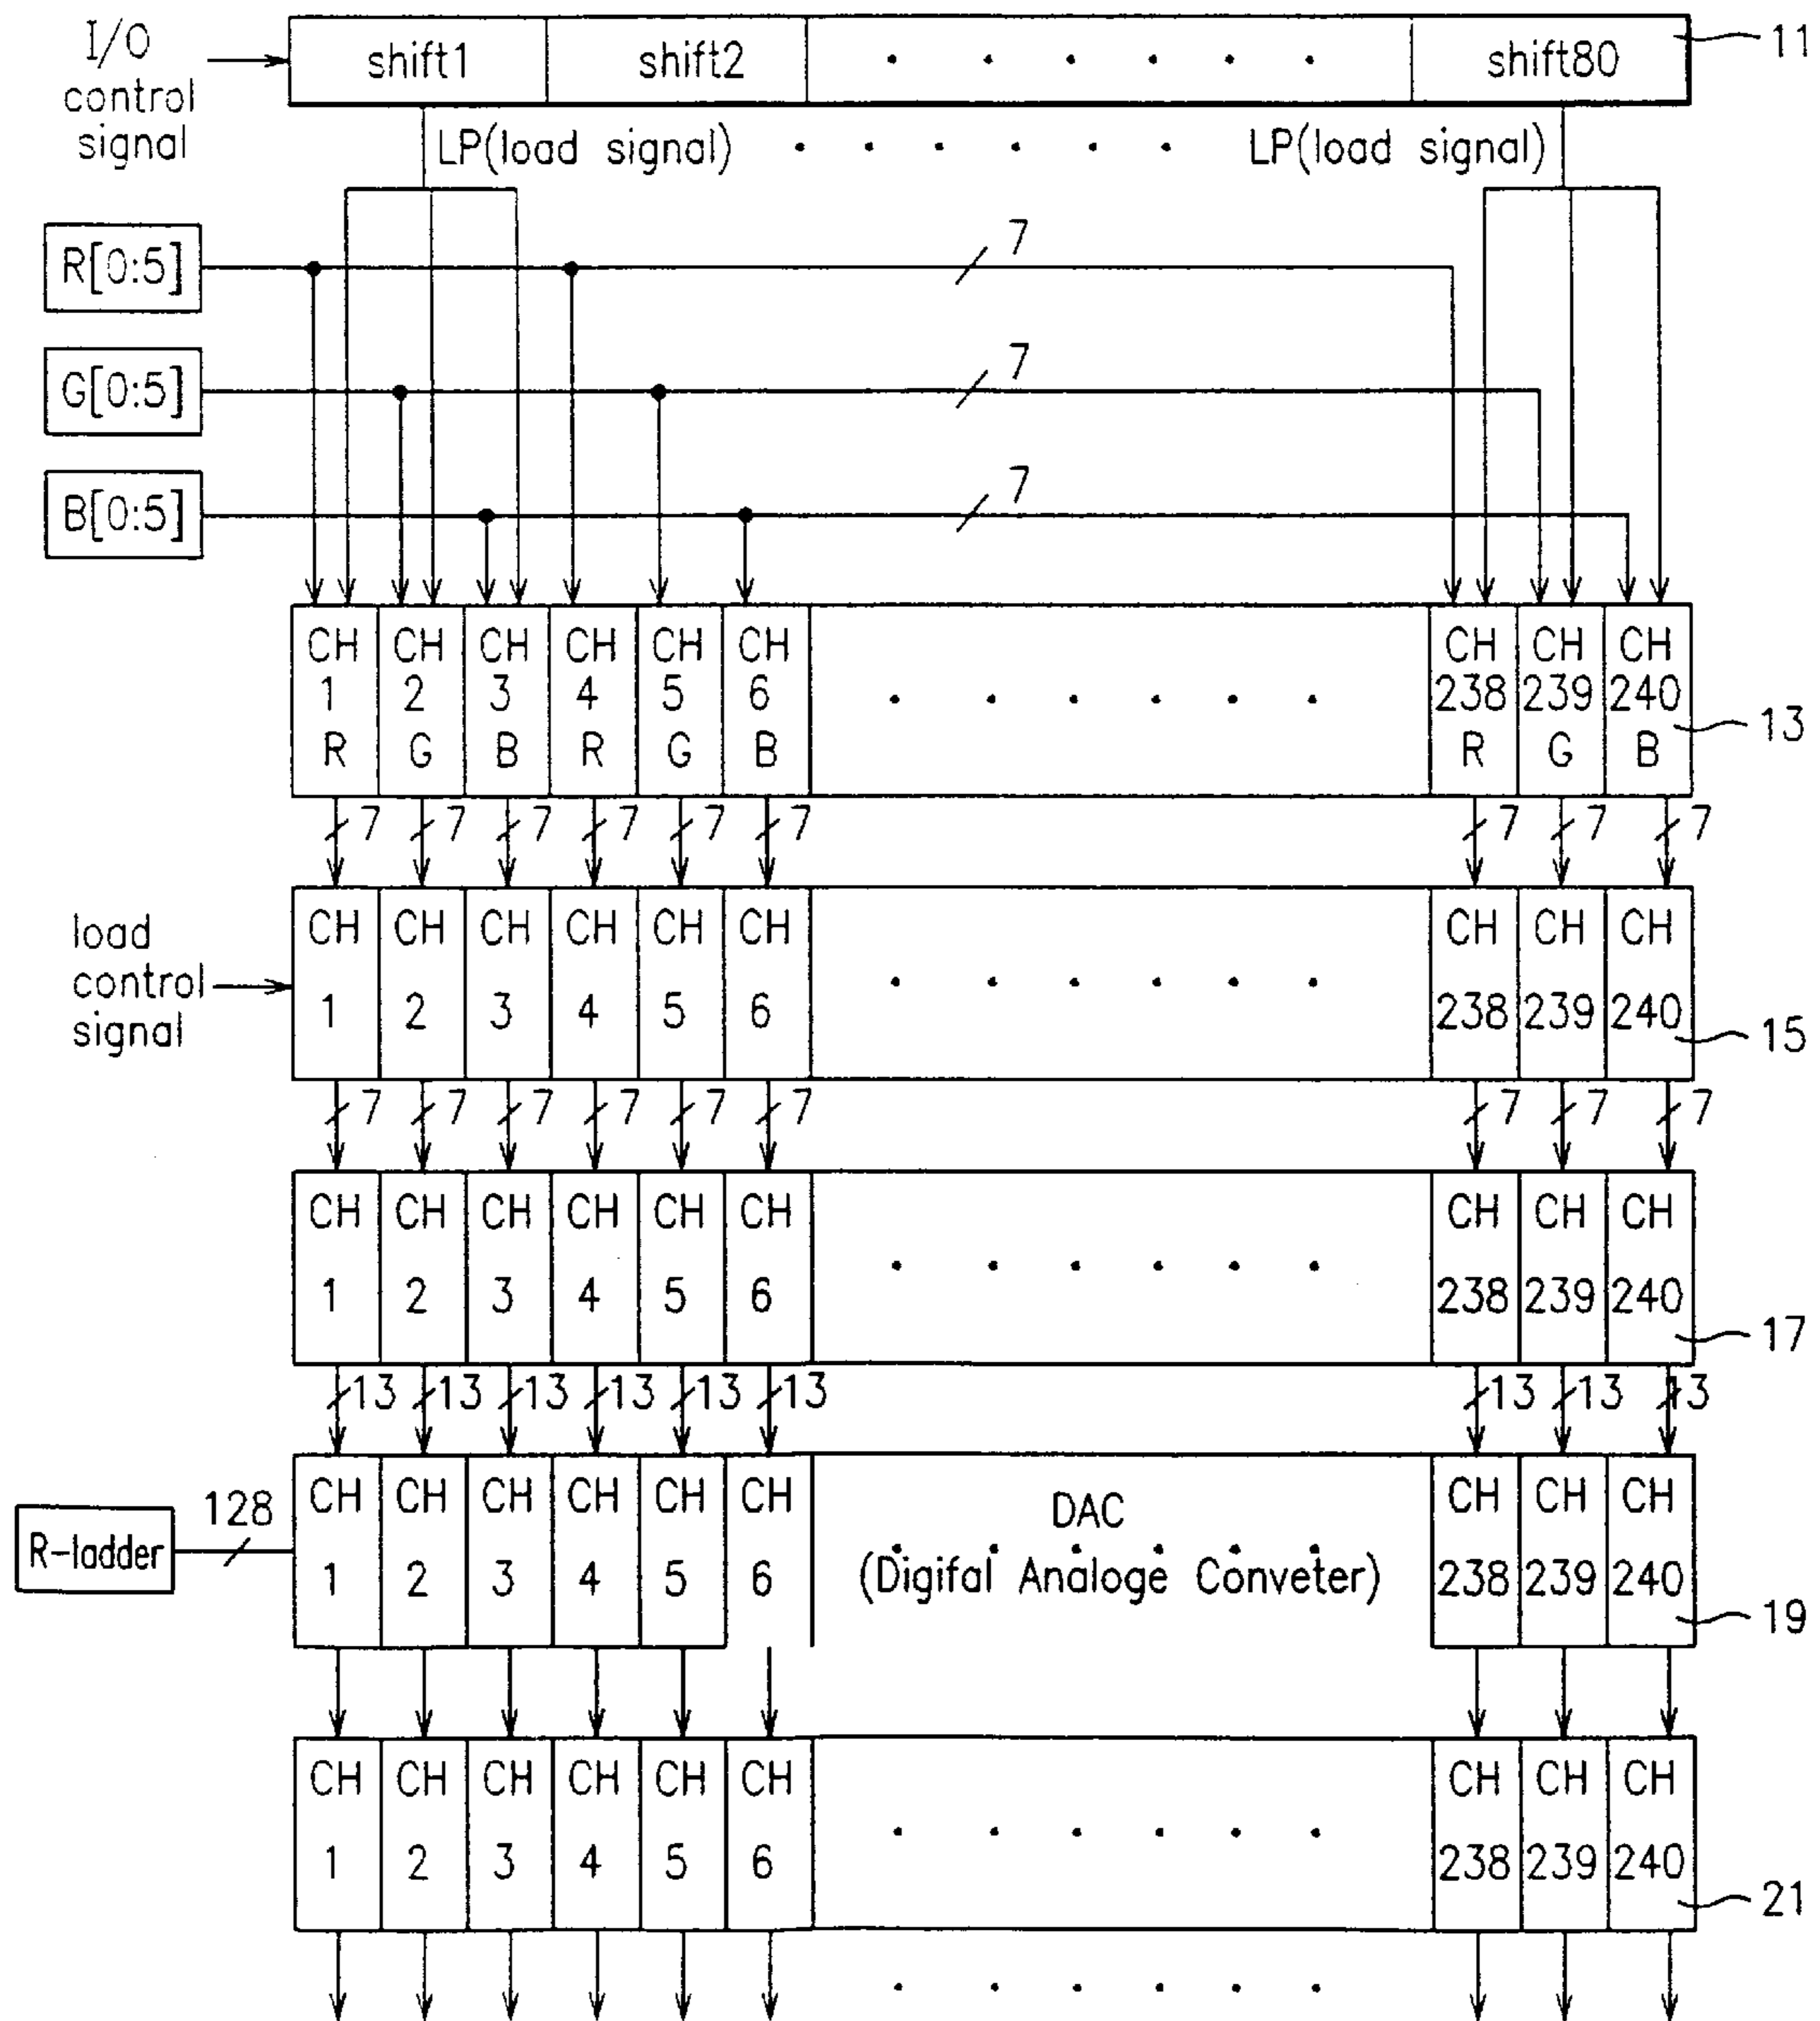 I/O
control
signal
shift1 shift2 shift80 11
LP(load signal) LP(load signal)
R[0:5] 7
G[0:5] 7
B[0:5] 7
CH CH CH CH CH CH CH CH CH
1 2 3 4 5 6 238 239 240
R G B R G B R G B 13
7 7 7 7 7 7 7 7 7
load
control
signal
CH CH CH CH CH CH CH CH CH
1 2 3 4 5 6 238 239 240 15
7 7 7 7 7 7 7 7 7
CH CH CH CH CH CH CH CH CH
1 2 3 4 5 6 238 239 240 17
13 13 13 13 13 13 13 13 13
R-ladder 128
CH CH CH CH CH CH DAC CH CH CH
1 2 3 4 5 6 (Digifal Analoge Conveter) 238 239 240 19
CH CH CH CH CH CH CH CH CH
1 2 3 4 5 6 238 239 240 21